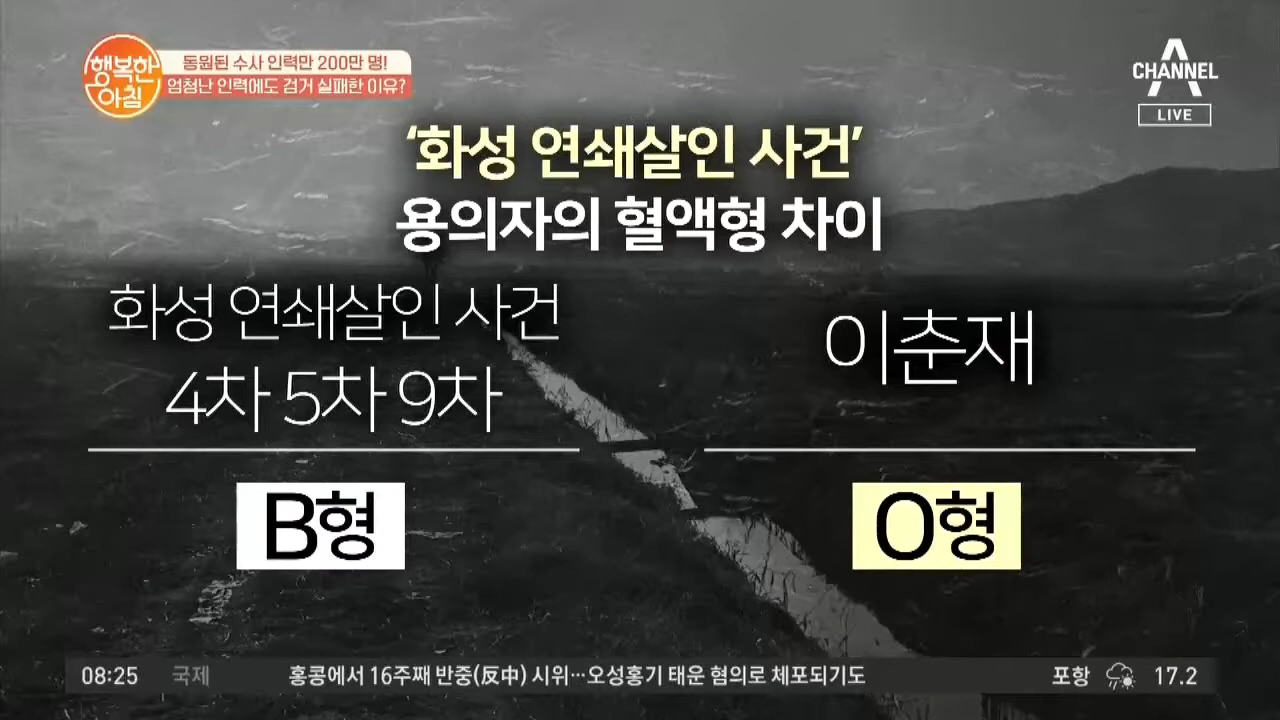 행복한
아침
동원된 수사 인력만 200만 명!
엄청난 인력에도 검거 실패한 이유?
CHANNEL
A
LIVE
‘화성 연쇄살인 사건’
용의자의 혈액형 차이
화성 연쇄살인 사건
4차 5차 9차
B형
이춘재
O형
08:25 국제 홍콩에서 16주째 반중(反中) 시위…오성홍기 태운 혐의로 체포되기도 포항 17.2